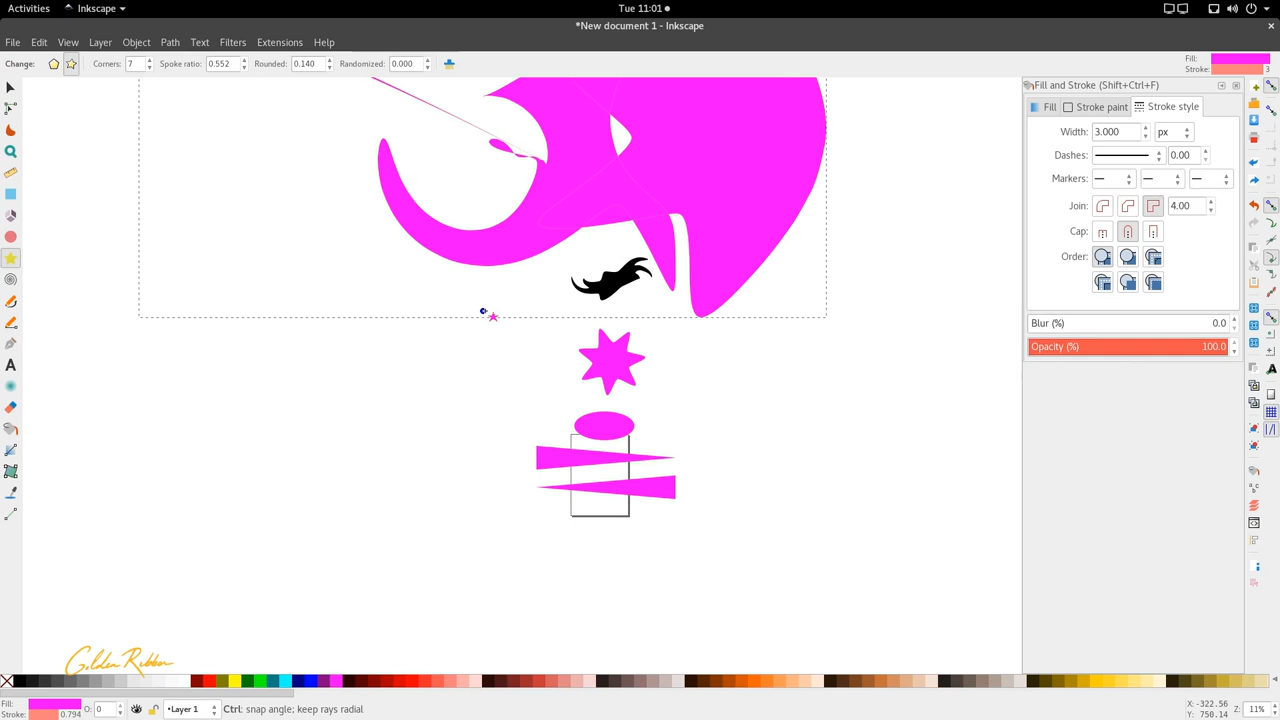 Activities Inkscape Tue 11:01
*New document 1 - Inkscape
File Edit View Layer Object Path Text Filters Extensions Help
Change: Corners: 7 Spoke ratio: 0.552 Rounded: 0.140 Randomized: 0.000 Fill:
Stroke: 3
Fill and Stroke (Shift+Ctrl+F)
Fill Stroke paint Stroke style
Width: 3.000 px
Dashes: 0.00
Markers:
Join: 4.00
Cap:
Order:
Blur (%) 0.0
Opacity (%) 100.0
Golden Ribbon
Fill:
Stroke: 0.794 O: 0 •Layer 1 Ctrl: snap angle; keep rays radial X: -322.56
Y: 750.14 Z: 11%